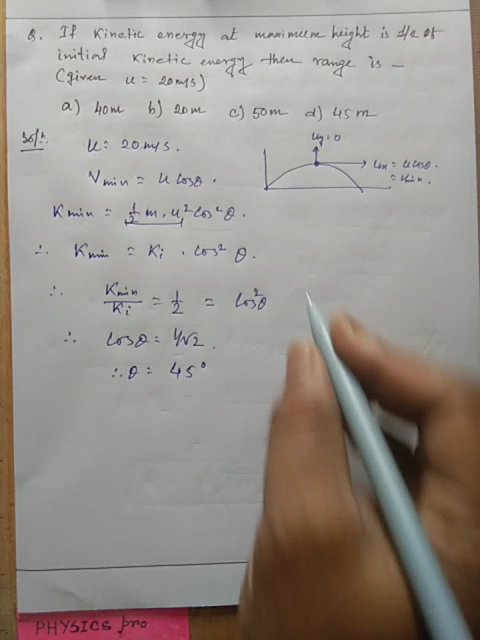 Q. If Kinetic energy at maximum height is 1/2 of
initial kinetic energy then range is –
(given u = 20m/s)
a) 40m b) 20m c) 50m d) 45m
Sol/:
u = 20m/s.
Vmin = u cosθ.
uy = 0
ux = u cosθ.
= Vmin.
Kmin = 1/2 m.u² cos² θ.
∴ Kmin = Ki . cos² θ.
∴ Kmin/Ki = 1/2 = cos²θ
∴ cosθ = 1/√2.
∴ θ = 45°
PHYSICS pro